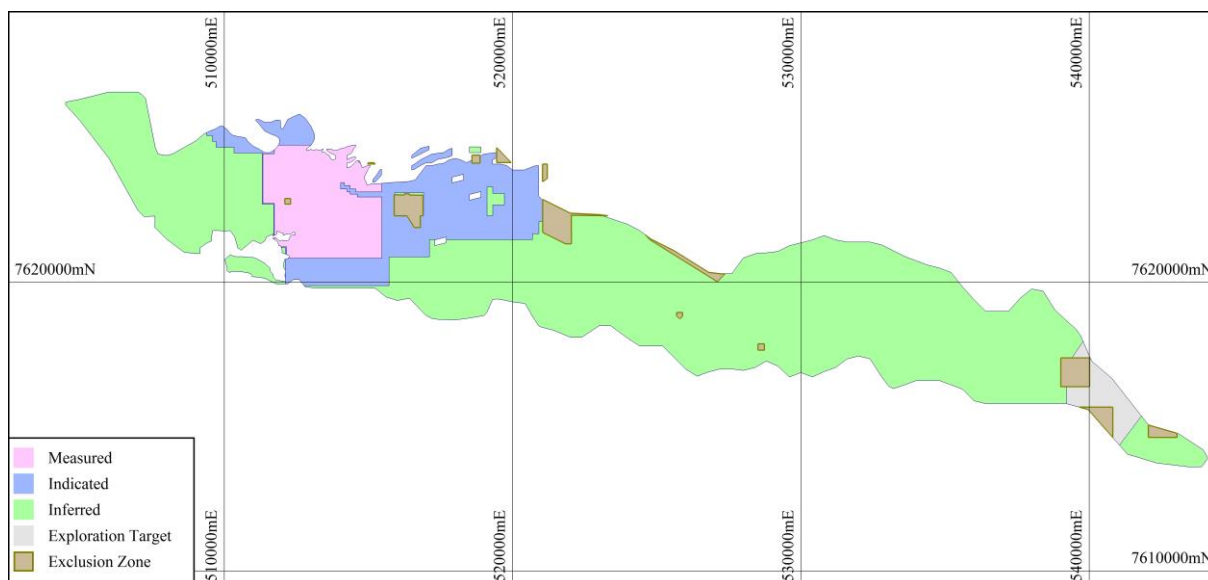 510000mE
520000mE
530000mE
540000mE
7620000mN
7620000mN
Measured
Indicated
Inferred
Exploration Target
Exclusion Zone
510000mE
520000mE
530000mE
540000mE
7610000mN